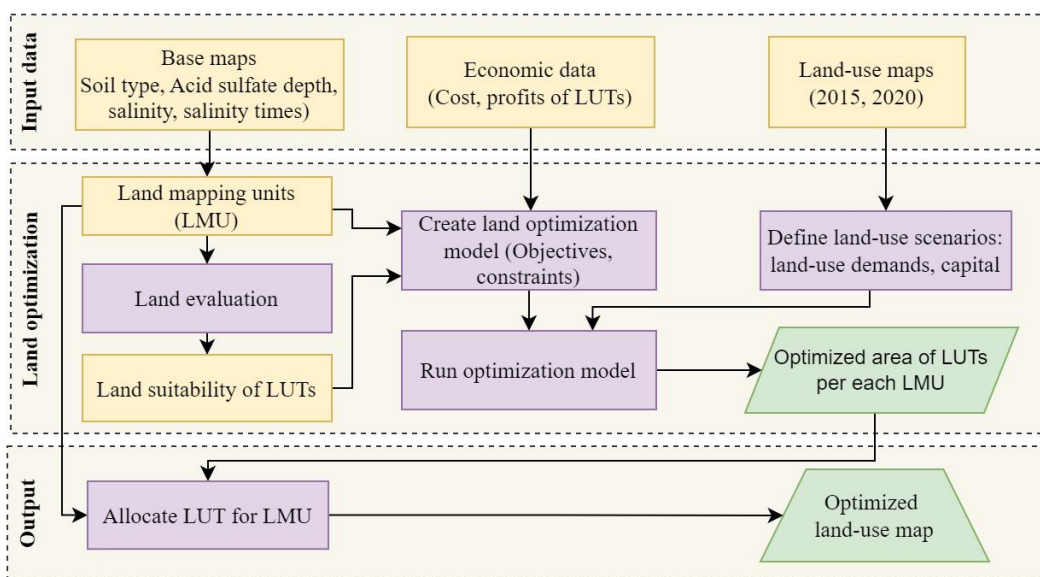 Input data
Base maps
Soil type, Acid sulfate depth,
salinity, salinity times)
Economic data
(Cost, profits of LUTs)
Land-use maps
(2015, 2020)
Land optimization
Land mapping units
(LMU)
Land evaluation
Land suitability of LUTs
Create land optimization
model (Objectives,
constraints)
Define land-use scenarios:
land-use demands, capital
Run optimization model
Optimized area of LUTs
per each LMU
Output
Allocate LUT for LMU
Optimized
land-use map